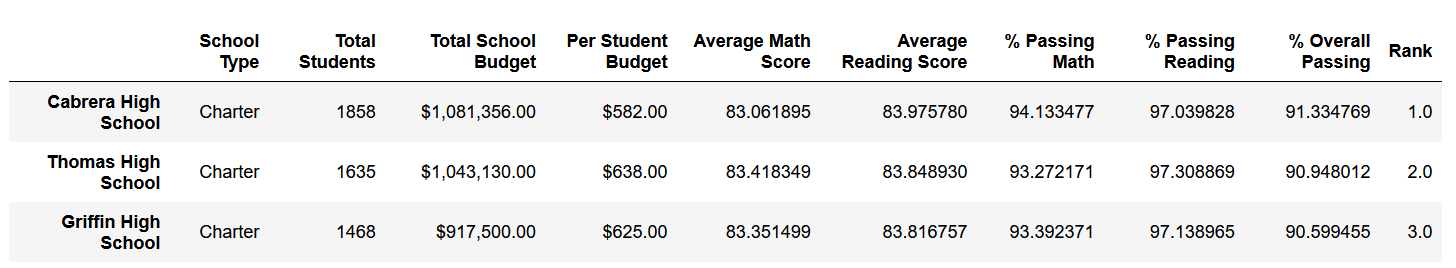 School Type Total Students Total School Budget Per Student Budget Average Math Score Average Reading Score % Passing Math % Passing Reading % Overall Passing Rank
Cabrera High School Charter 1858 $1,081,356.00 $582.00 83.061895 83.975780 94.133477 97.039828 91.334769 1.0
Thomas High School Charter 1635 $1,043,130.00 $638.00 83.418349 83.848930 93.272171 97.308869 90.948012 2.0
Griffin High School Charter 1468 $917,500.00 $625.00 83.351499 83.816757 93.392371 97.138965 90.599455 3.0